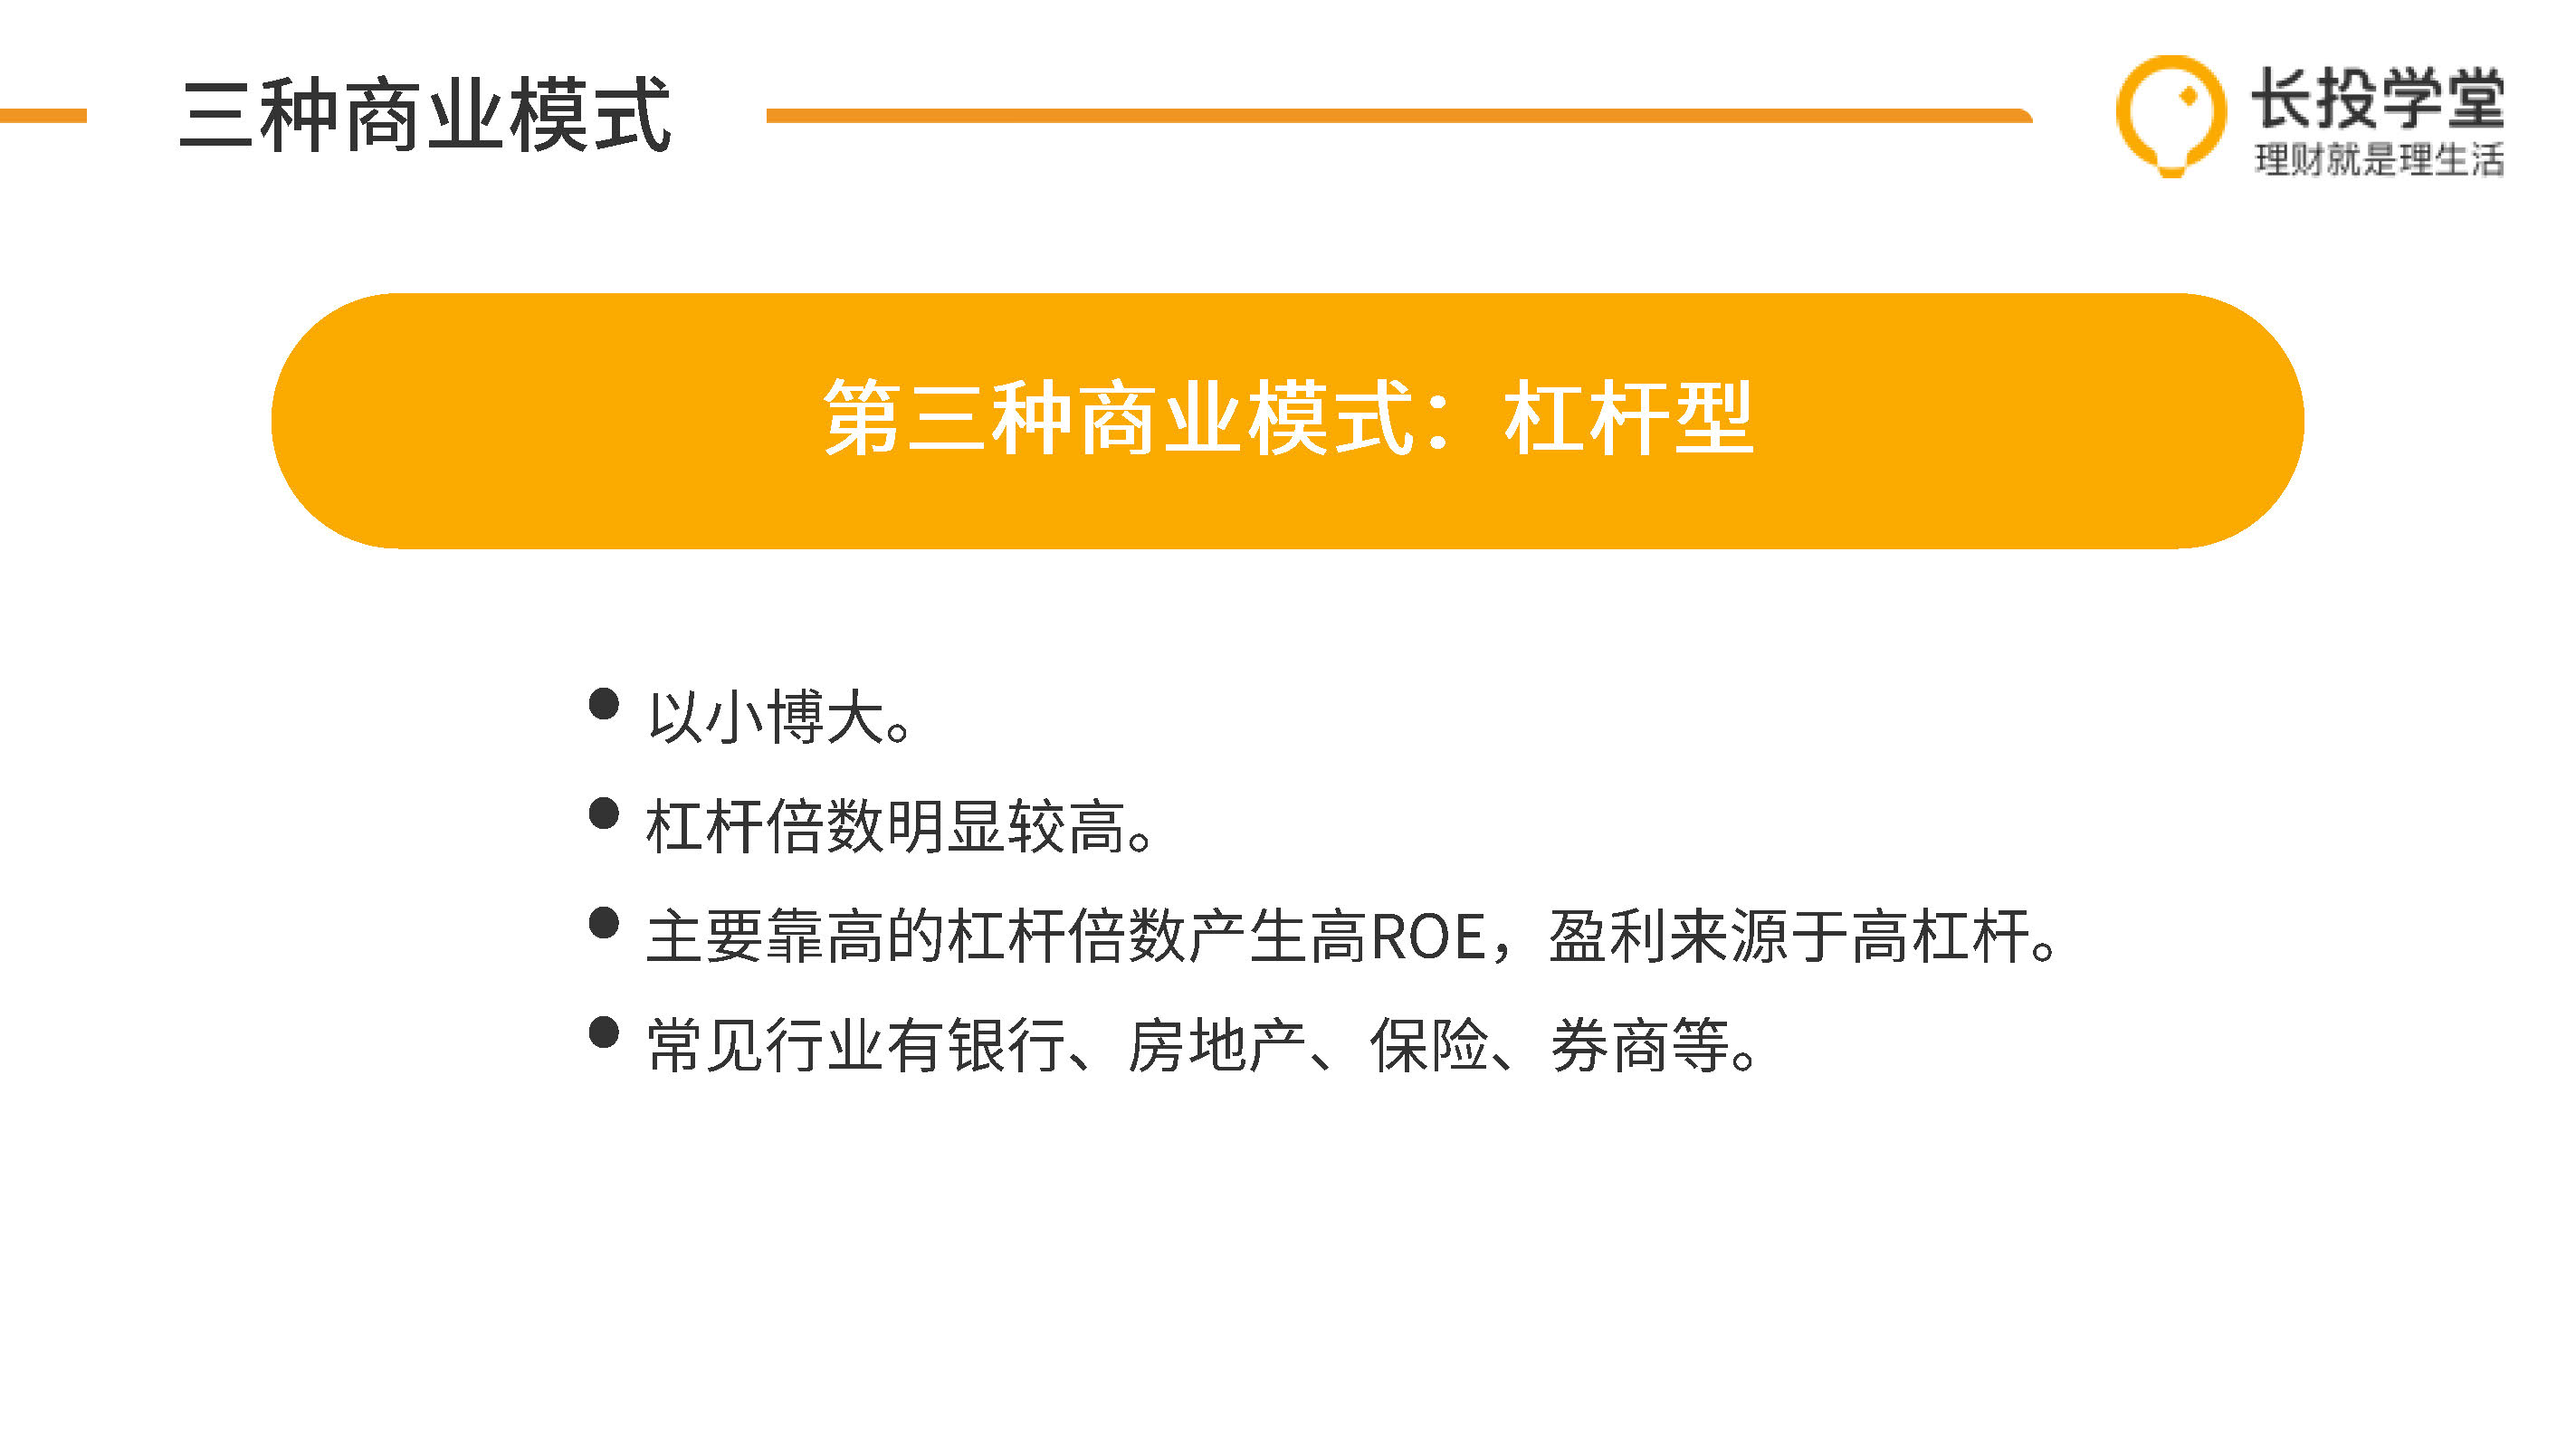 三种商业模式
长投学堂
理财就是理生活
第三种商业模式：杠杆型
• 以小博大。
• 杠杆倍数明显较高。
• 主要靠高的杠杆倍数产生高ROE，盈利来源于高杠杆。
• 常见行业有银行、房地产、保险、券商等。